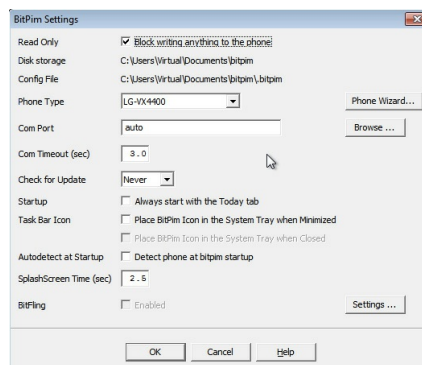 BitPim Settings
Read Only Block writing anything to the phone
Disk storage C:\Users\Virtual\Documents\bitpim
Config File C:\Users\Virtual\Documents\bitpim\.bitpim
Phone Type LG-VX4400 Phone Wizard...
Com Port auto Browse ...
Com Timeout (sec) 3.0
Check for Update Never
Startup Always start with the Today tab
Task Bar Icon Place BitPim Icon in the System Tray when Minimized
Place BitPim Icon in the System Tray when Closed
Autodetect at Startup Detect phone at bitpim startup
SplashScreen Time (sec) 2.5
BitFling Enabled Settings ...
OK Cancel Help